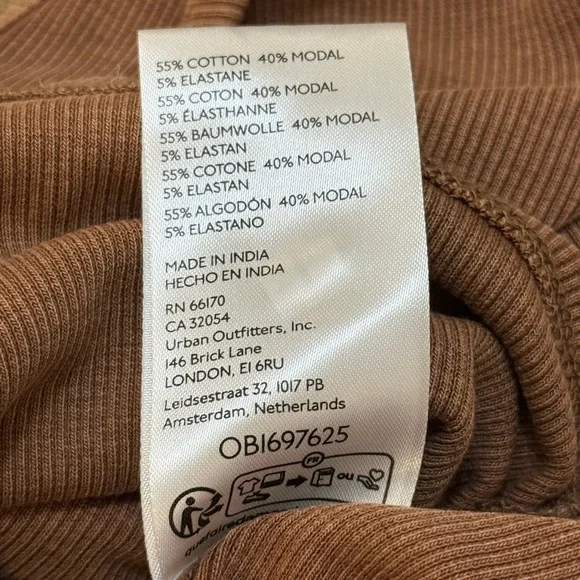 55% COTTON 40% MODAL
5% ELASTANE
55% COTON 40% MODAL
5% ÉLASTHANNE
55% BAUMWOLLE 40% MODAL
5% ELASTAN
55% COTONE 40% MODAL
5% ELASTAN
55% ALGODÓN 40% MODAL
5% ELASTANO
MADE IN INDIA
HECHO EN INDIA
RN 66170
CA 32054
Urban Outfitters, Inc.
146 Brick Lane
LONDON, E1 6RU
Leidsestraat 32, 1017 PB
Amsterdam, Netherlands
OB1697625
FR
ou